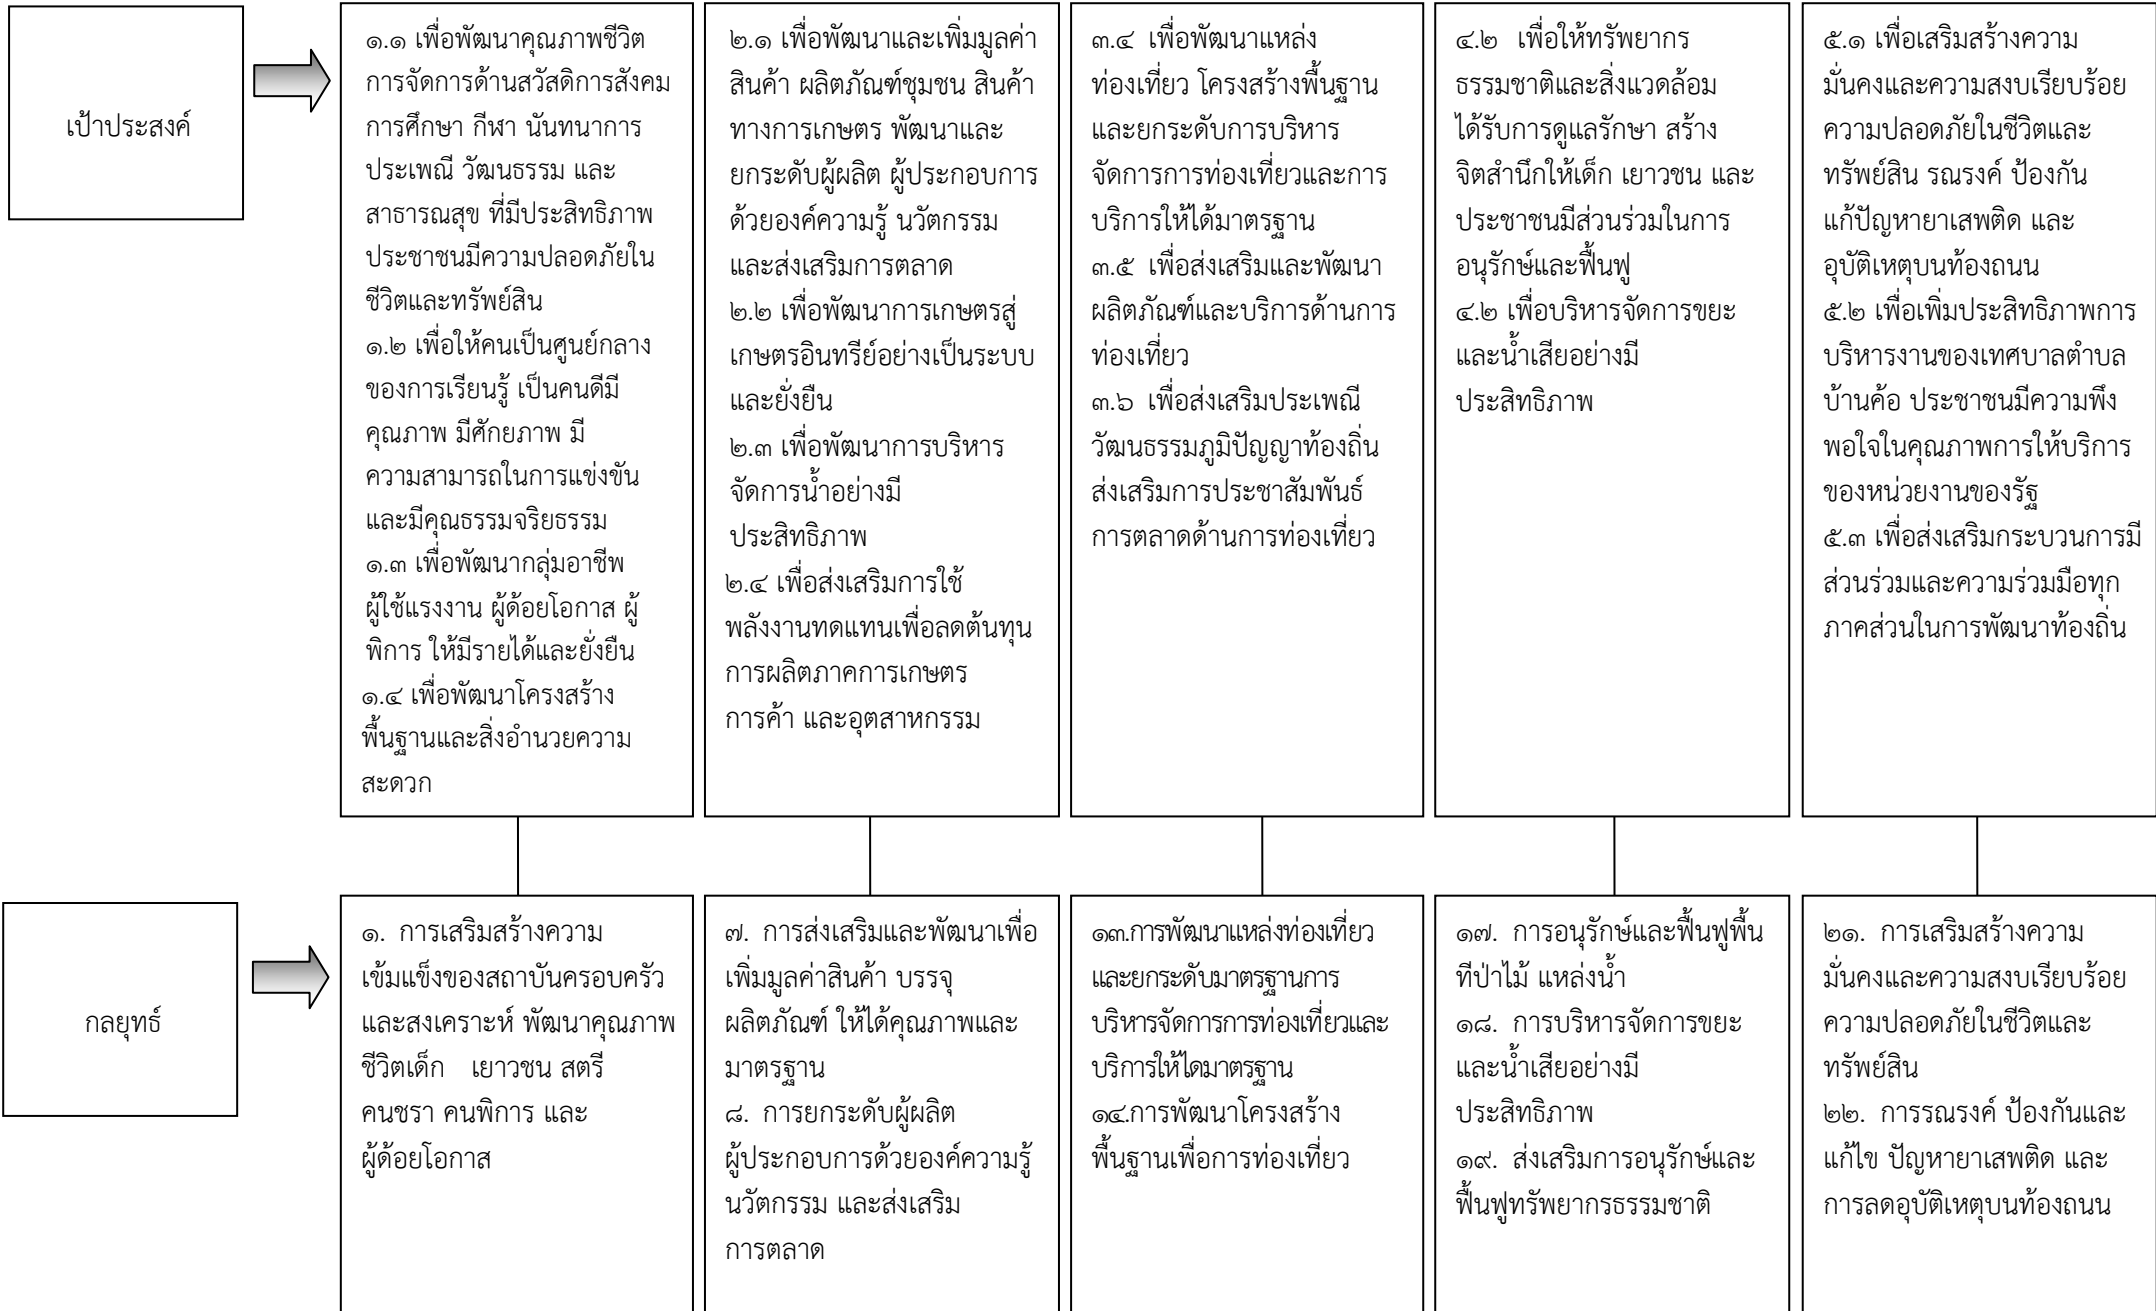 เป้าประสงค์
๑.๑ เพื่อพัฒนาคุณภาพชีวิต
การจัดการด้านสวัสดิการสังคม
การศึกษา กีฬา นันทนาการ
ประเพณี วัฒนธรรม และ
สาธารณสุข ที่มีประสิทธิภาพ
ประชาชนมีความปลอดภัยใน
ชีวิตและทรัพย์สิน
๑.๒ เพื่อให้คนเป็นศูนย์กลาง
ของการเรียนรู้ เป็นคนดีมี
คุณภาพ มีศักยภาพ มี
ความสามารถในการแข่งขัน
และมีคุณธรรมจริยธรรม
๑.๓ เพื่อพัฒนากลุ่มอาชีพ
ผู้ใช้แรงงาน ผู้ด้อยโอกาส ผู้
พิการ ให้มีรายได้และยั่งยืน
๑.๔ เพื่อพัฒนาโครงสร้าง
พื้นฐานและสิ่งอำนวยความ
สะดวก
๒.๑ เพื่อพัฒนาและเพิ่มมูลค่า
สินค้า ผลิตภัณฑ์ชุมชน สินค้า
ทางการเกษตร พัฒนาและ
ยกระดับผู้ผลิต ผู้ประกอบการ
ด้วยองค์ความรู้ นวัตกรรม
และส่งเสริมการตลาด
๒.๒ เพื่อพัฒนาการเกษตรสู่
เกษตรอินทรีย์อย่างเป็นระบบ
และยั่งยืน
๒.๓ เพื่อพัฒนาการบริหาร
จัดการน้ำอย่างมี
ประสิทธิภาพ
๒.๔ เพื่อส่งเสริมการใช้
พลังงานทดแทนเพื่อลดต้นทุน
การผลิตภาคการเกษตร
การค้า และอุตสาหกรรม
๓.๔ เพื่อพัฒนาแหล่ง
ท่องเที่ยว โครงสร้างพื้นฐาน
และยกระดับการบริหาร
จัดการการท่องเที่ยวและการ
บริการให้ได้มาตรฐาน
๓.๕ เพื่อส่งเสริมและพัฒนา
ผลิตภัณฑ์และบริการด้านการ
ท่องเที่ยว
๓.๖ เพื่อส่งเสริมประเพณี
วัฒนธรรมภูมิปัญญาท้องถิ่น
ส่งเสริมการประชาสัมพันธ์
การตลาดด้านการท่องเที่ยว
๔.๒ เพื่อให้ทรัพยากร
ธรรมชาติและสิ่งแวดล้อม
ได้รับการดูแลรักษา สร้าง
จิตสำนึกให้เด็ก เยาวชน และ
ประชาชนมีส่วนร่วมในการ
อนุรักษ์และฟื้นฟู
๔.๒ เพื่อบริหารจัดการขยะ
และน้ำเสียอย่างมี
ประสิทธิภาพ
๕.๑ เพื่อเสริมสร้างความ
มั่นคงและความสงบเรียบร้อย
ความปลอดภัยในชีวิตและ
ทรัพย์สิน รณรงค์ ป้องกัน
แก้ปัญหายาเสพติด และ
อุบัติเหตุบนท้องถนน
๕.๒ เพื่อเพิ่มประสิทธิภาพการ
บริหารงานของเทศบาลตำบล
บ้านค้อ ประชาชนมีความพึง
พอใจในคุณภาพการให้บริการ
ของหน่วยงานของรัฐ
๕.๓ เพื่อส่งเสริมกระบวนการมี
ส่วนร่วมและความร่วมมือทุก
ภาคส่วนในการพัฒนาท้องถิ่น
กลยุทธ์
๑. การเสริมสร้างความ
เข้มแข็งของสถาบันครอบครัว
และสงเคราะห์ พัฒนาคุณภาพ
ชีวิตเด็ก เยาวชน สตรี
คนชรา คนพิการ และ
ผู้ด้อยโอกาส
๗. การส่งเสริมและพัฒนาเพื่อ
เพิ่มมูลค่าสินค้า บรรจุ
ผลิตภัณฑ์ ให้ได้คุณภาพและ
มาตรฐาน
๘. การยกระดับผู้ผลิต
ผู้ประกอบการด้วยองค์ความรู้
นวัตกรรม และส่งเสริม
การตลาด
๑๓.การพัฒนาแหล่งท่องเที่ยว
และยกระดับมาตรฐานการ
บริหารจัดการการท่องเที่ยวและ
บริการให้ไดมาตรฐาน
๑๔.การพัฒนาโครงสร้าง
พื้นฐานเพื่อการท่องเที่ยว
๑๗. การอนุรักษ์และฟื้นฟูพื้น
ทีป่าไม้ แหล่งน้ำ
๑๘. การบริหารจัดการขยะ
และน้ำเสียอย่างมี
ประสิทธิภาพ
๑๙. ส่งเสริมการอนุรักษ์และ
ฟื้นฟูทรัพยากรธรรมชาติ
๒๑. การเสริมสร้างความ
มั่นคงและความสงบเรียบร้อย
ความปลอดภัยในชีวิตและ
ทรัพย์สิน
๒๒. การรณรงค์ ป้องกันและ
แก้ไข ปัญหายาเสพติด และ
การลดอุบัติเหตุบนท้องถนน